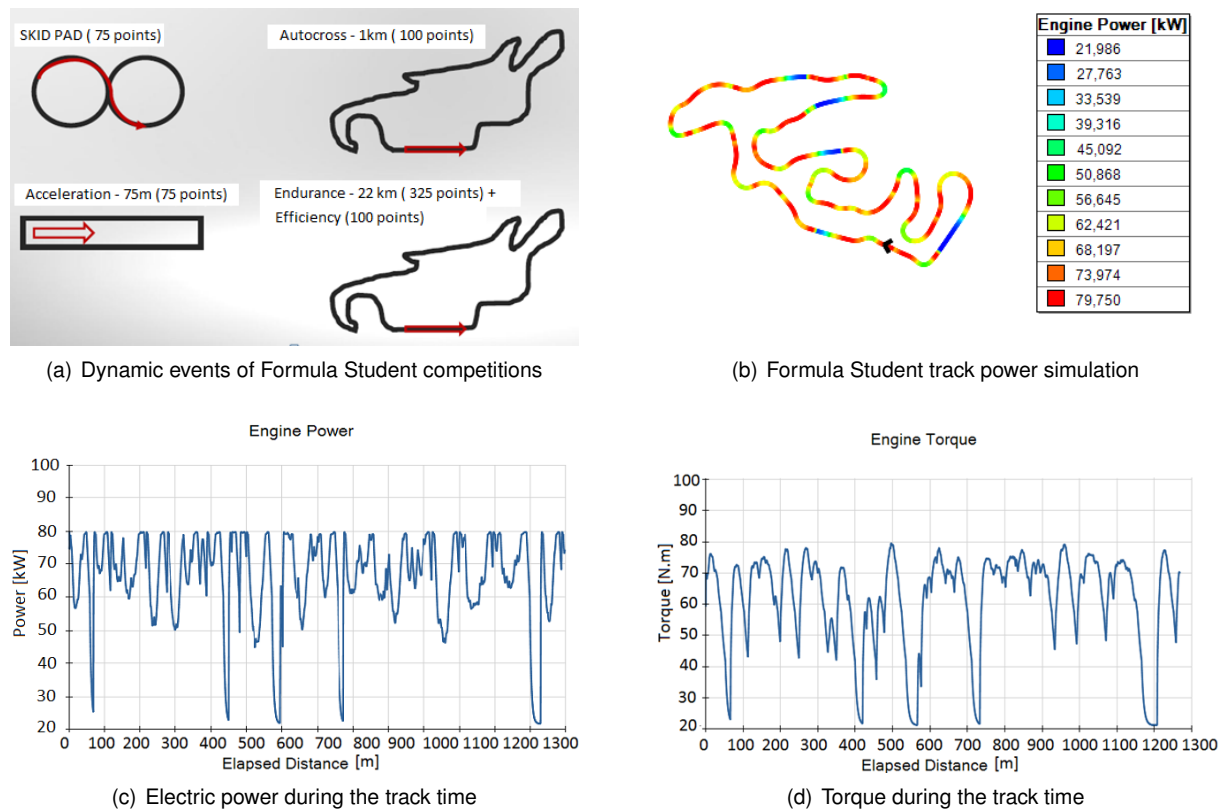 SKID PAD ( 75 points)
Autocross - 1km ( 100 points)
Acceleration - 75m (75 points)
Endurance - 22 km ( 325 points) +
Efficiency (100 points)
(a) Dynamic events of Formula Student competitions
Engine Power [kW]
21,986
27,763
33,539
39,316
45,092
50,868
56,645
62,421
68,197
73,974
79,750
(b) Formula Student track power simulation
Engine Power
100
90
80
70
60
50
40
30
20
Power [kW]
0 100 200 300 400 500 600 700 800 900 1000 1100 1200 1300
Elapsed Distance [m]
(c) Electric power during the track time
Engine Torque
100
90
80
70
60
50
40
30
20
Torque [N.m]
0 100 200 300 400 500 600 700 800 900 1000 1100 1200 1300
Elapsed Distance [m]
(d) Torque during the track time